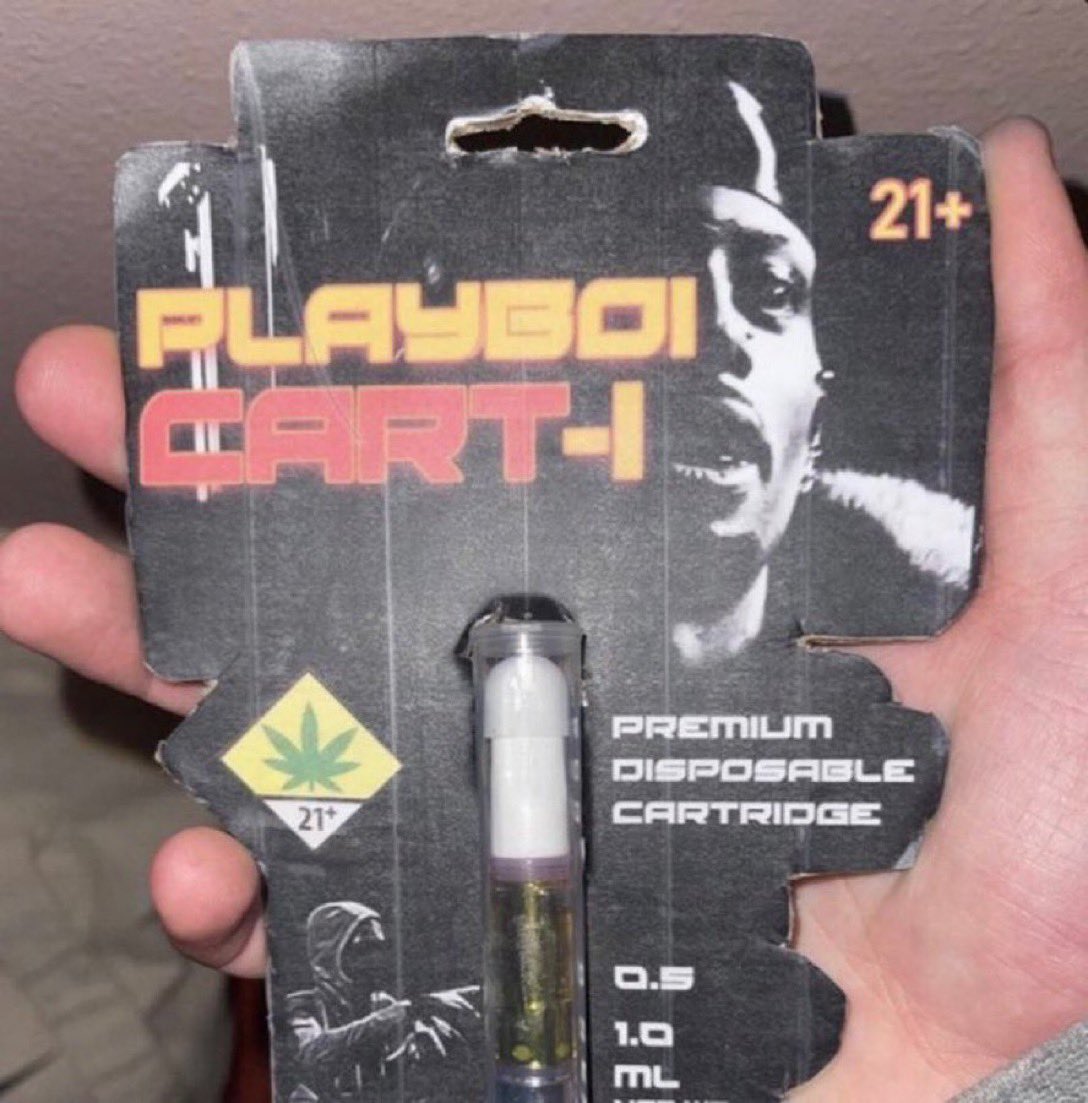 21+
PLAYBOI
CART-I
21+
PREMIUM
DISPOSABLE
CARTRIDGE
0.5
1.0
ML